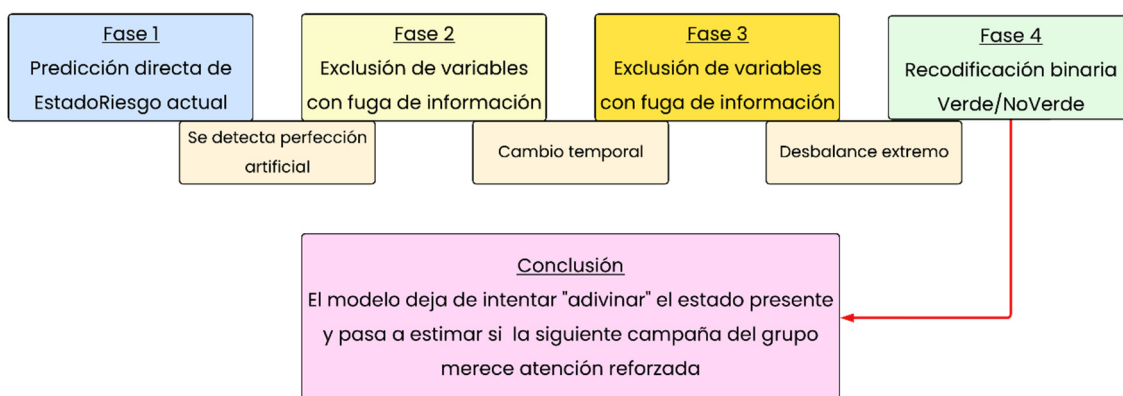 Fase 1
Predicción directa de
EstadoRiesgo actual
Se detecta perfección
artificial
Fase 2
Exclusión de variables
con fuga de información
Cambio temporal
Fase 3
Exclusión de variables
con fuga de información
Desbalance extremo
Fase 4
Recodificación binaria
Verde/NoVerde
Conclusión
El modelo deja de intentar "adivinar" el estado presente
y pasa a estimar si la siguiente campaña del grupo
merece atención reforzada